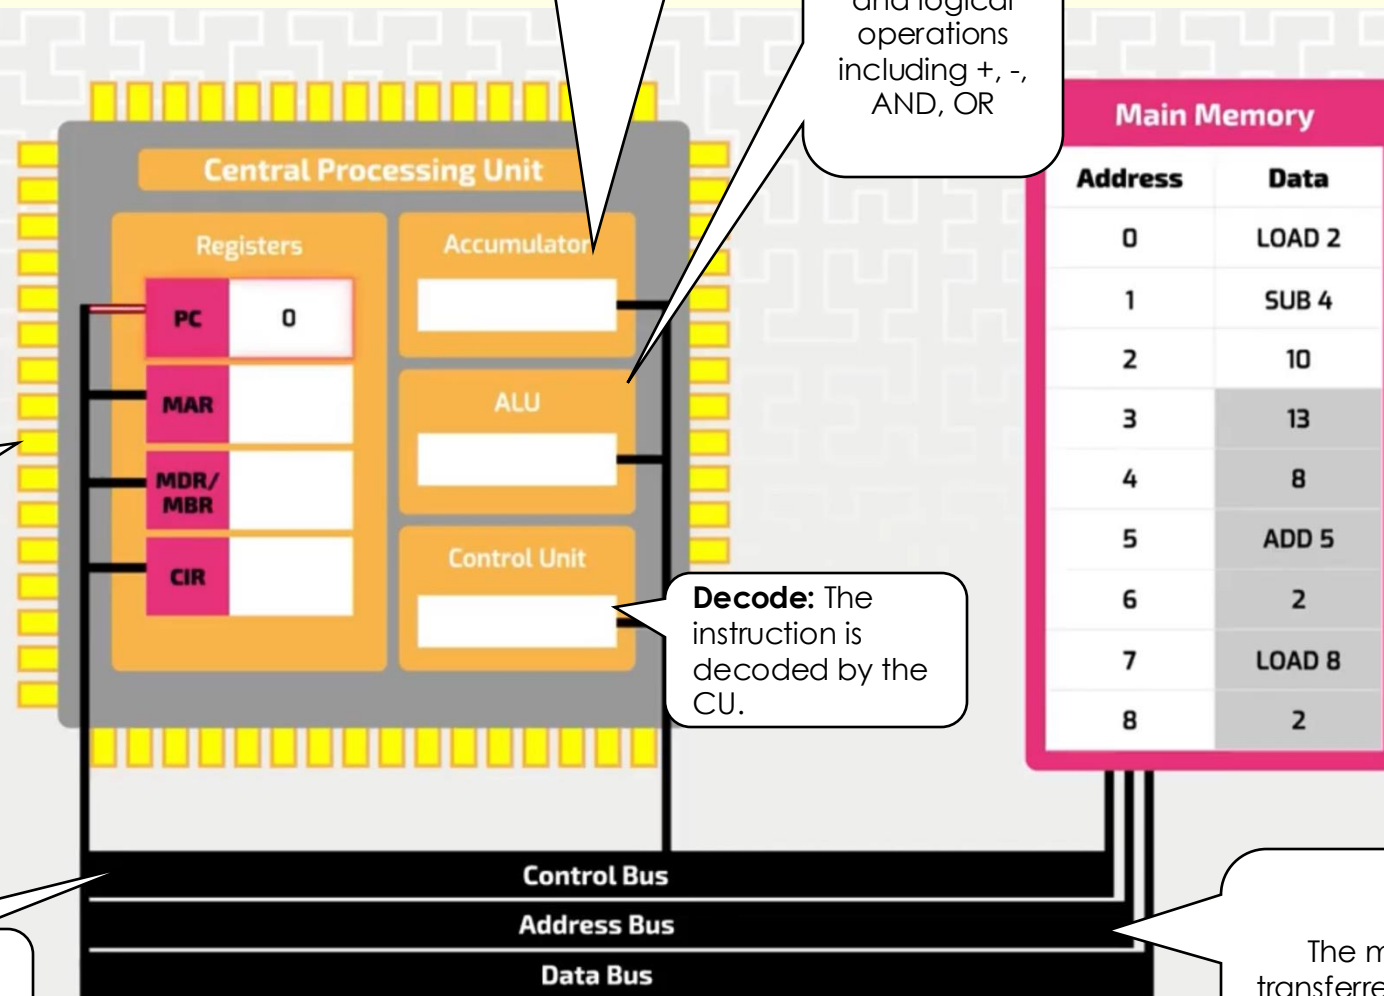 and logical
operations
including +, -,
AND, OR
Central Processing Unit
Registers
PC 0
MAR
MDR/
MBR
CIR
Accumulator
ALU
Control Unit
Decode: The
instruction is
decoded by the
CU.
Main Memory
Address Data
0 LOAD 2
1 SUB 4
2 10
3 13
4 8
5 ADD 5
6 2
7 LOAD 8
8 2
Control Bus
Address Bus
Data Bus
The